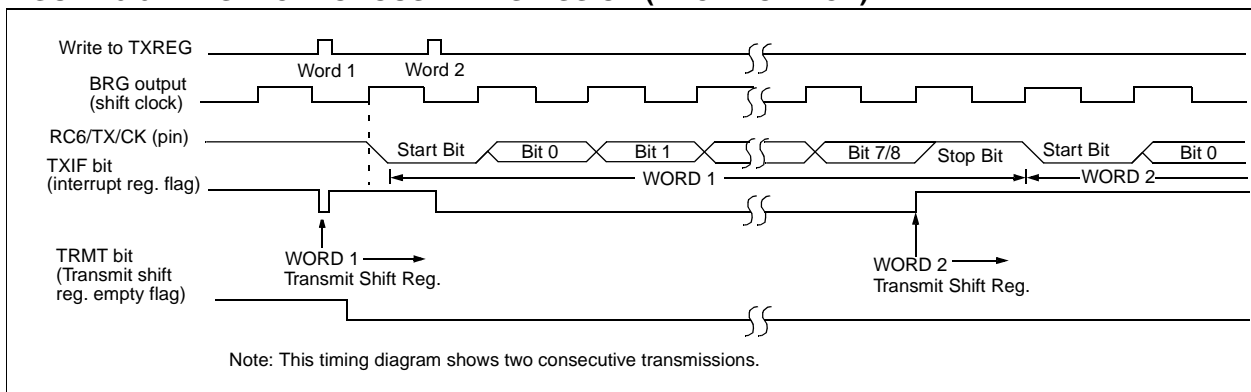 Write to TXREG
Word 1
Word 2
BRG output
(shift clock)
RC6/TX/CK (pin)
Start Bit
Bit 0
Bit 1
Bit 7/8
Stop Bit
Start Bit
Bit 0
TXIF bit
(interrupt reg. flag)
WORD 1
WORD 2
TRMT bit
(Transmit shift
reg. empty flag)
WORD 1
Transmit Shift Reg.
WORD 2
Transmit Shift Reg.
Note: This timing diagram shows two consecutive transmissions.